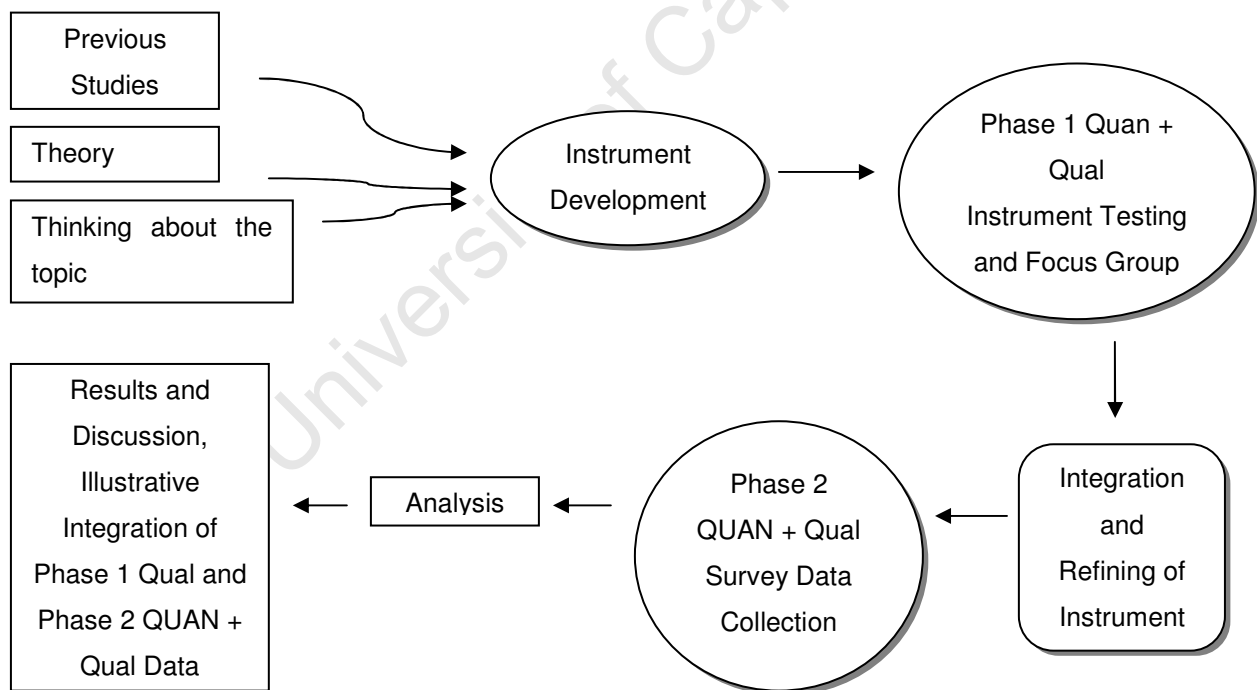 Previous
Studies
Theory
Thinking about the
topic
Instrument
Development
Phase 1 Quan +
Qual
Instrument Testing
and Focus Group
Integration
and
Refining of
Instrument
Phase 2
QUAN + Qual
Survey Data
Collection
Analysis
Results and
Discussion,
Illustrative
Integration of
Phase 1 Qual and
Phase 2 QUAN +
Qual Data
University of